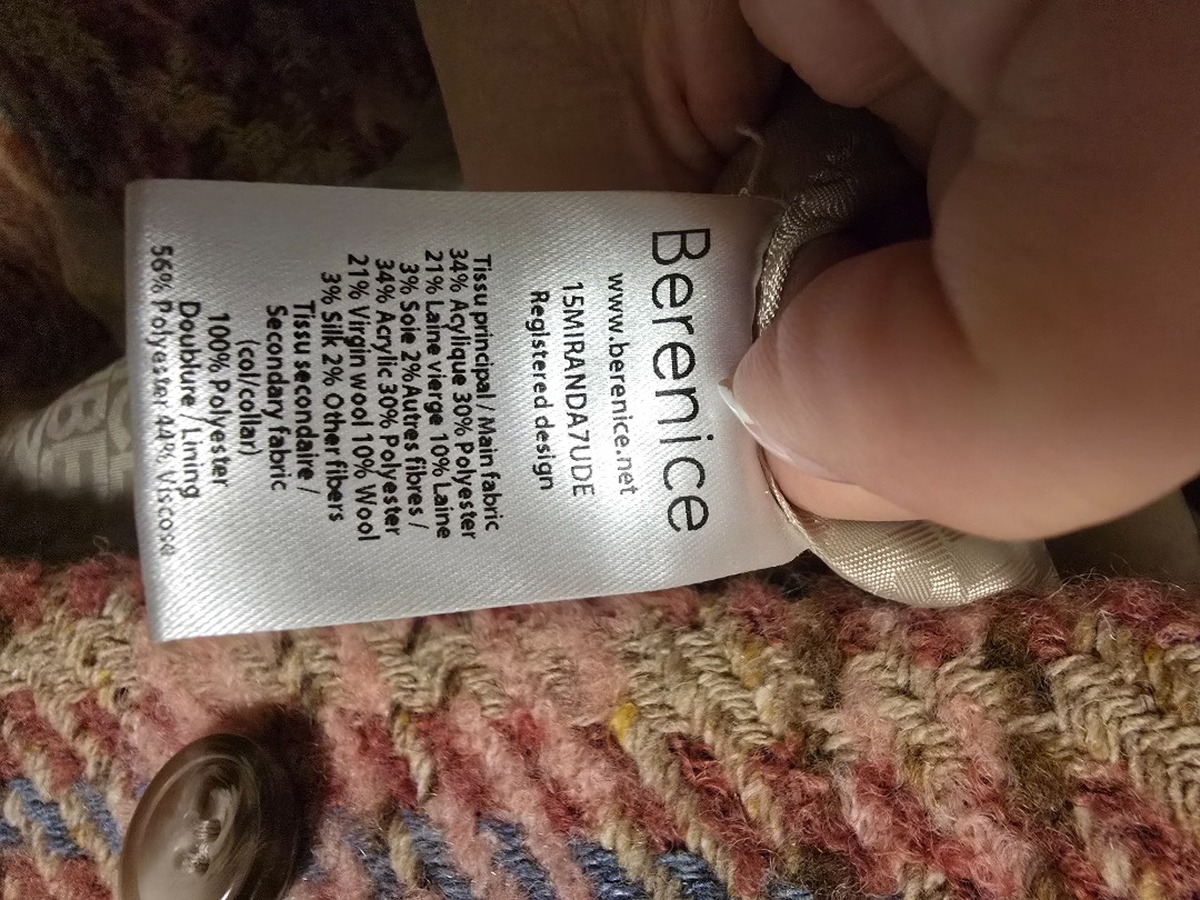 Berenice
www.berenice.net
15MIRANDA7UDE
Registered design
Tissu principal / Main fabric
34% Acylique 30% Polyester
21% Laine vierge 10% Laine
3% Soie 2%Autres fibres /
34% Acrylic 30% Polyester
21% Virgin wool 10% Wool
3% Silk 2% Other fibers
Tissu secondaire /
Secondary fabric
(col/collar)
100% Polyester
Doublure / Lining
56% Polyester 44% Viscose